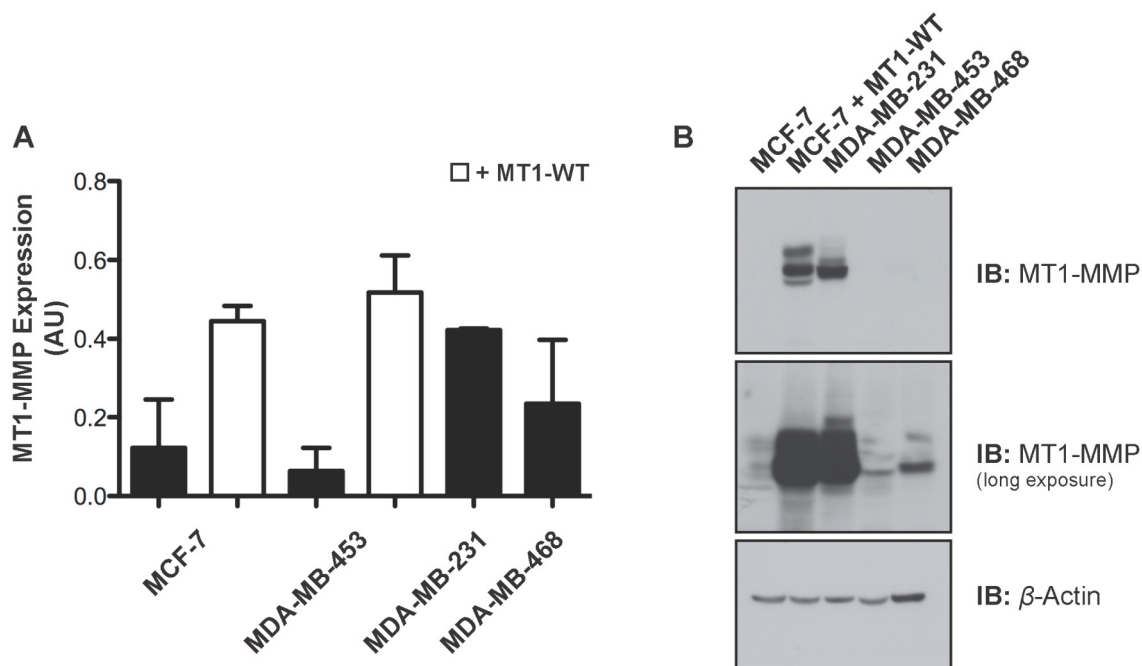 A
MT1-MMP Expression
(AU)
0.8
0.6
0.4
0.2
0.0
+ MT1-WT
MCF-7
MDA-MB-453
MDA-MB-231
MDA-MB-468
B
MCF-7
MCF-7 + MT1-WT
MDA-MB-231
MDA-MB-453
MDA-MB-468
IB: MT1-MMP
IB: MT1-MMP
(long exposure)
IB: β-Actin